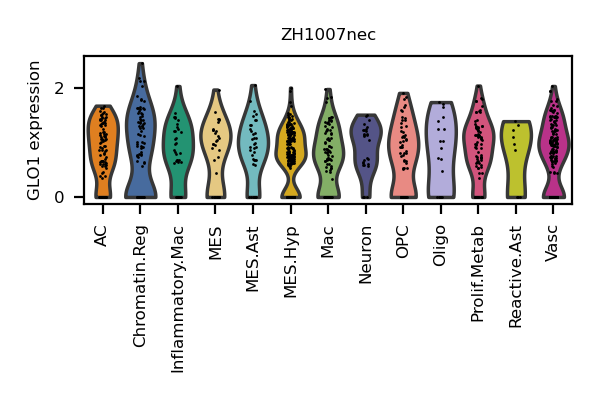 ZH1007nec
GLO1 expression
2
0
AC
Chromatin.Reg
Inflammatory.Mac
MES
MES.Ast
MES.Hyp
Mac
Neuron
OPC
Oligo
Prolif.Metab
Reactive.Ast
Vasc